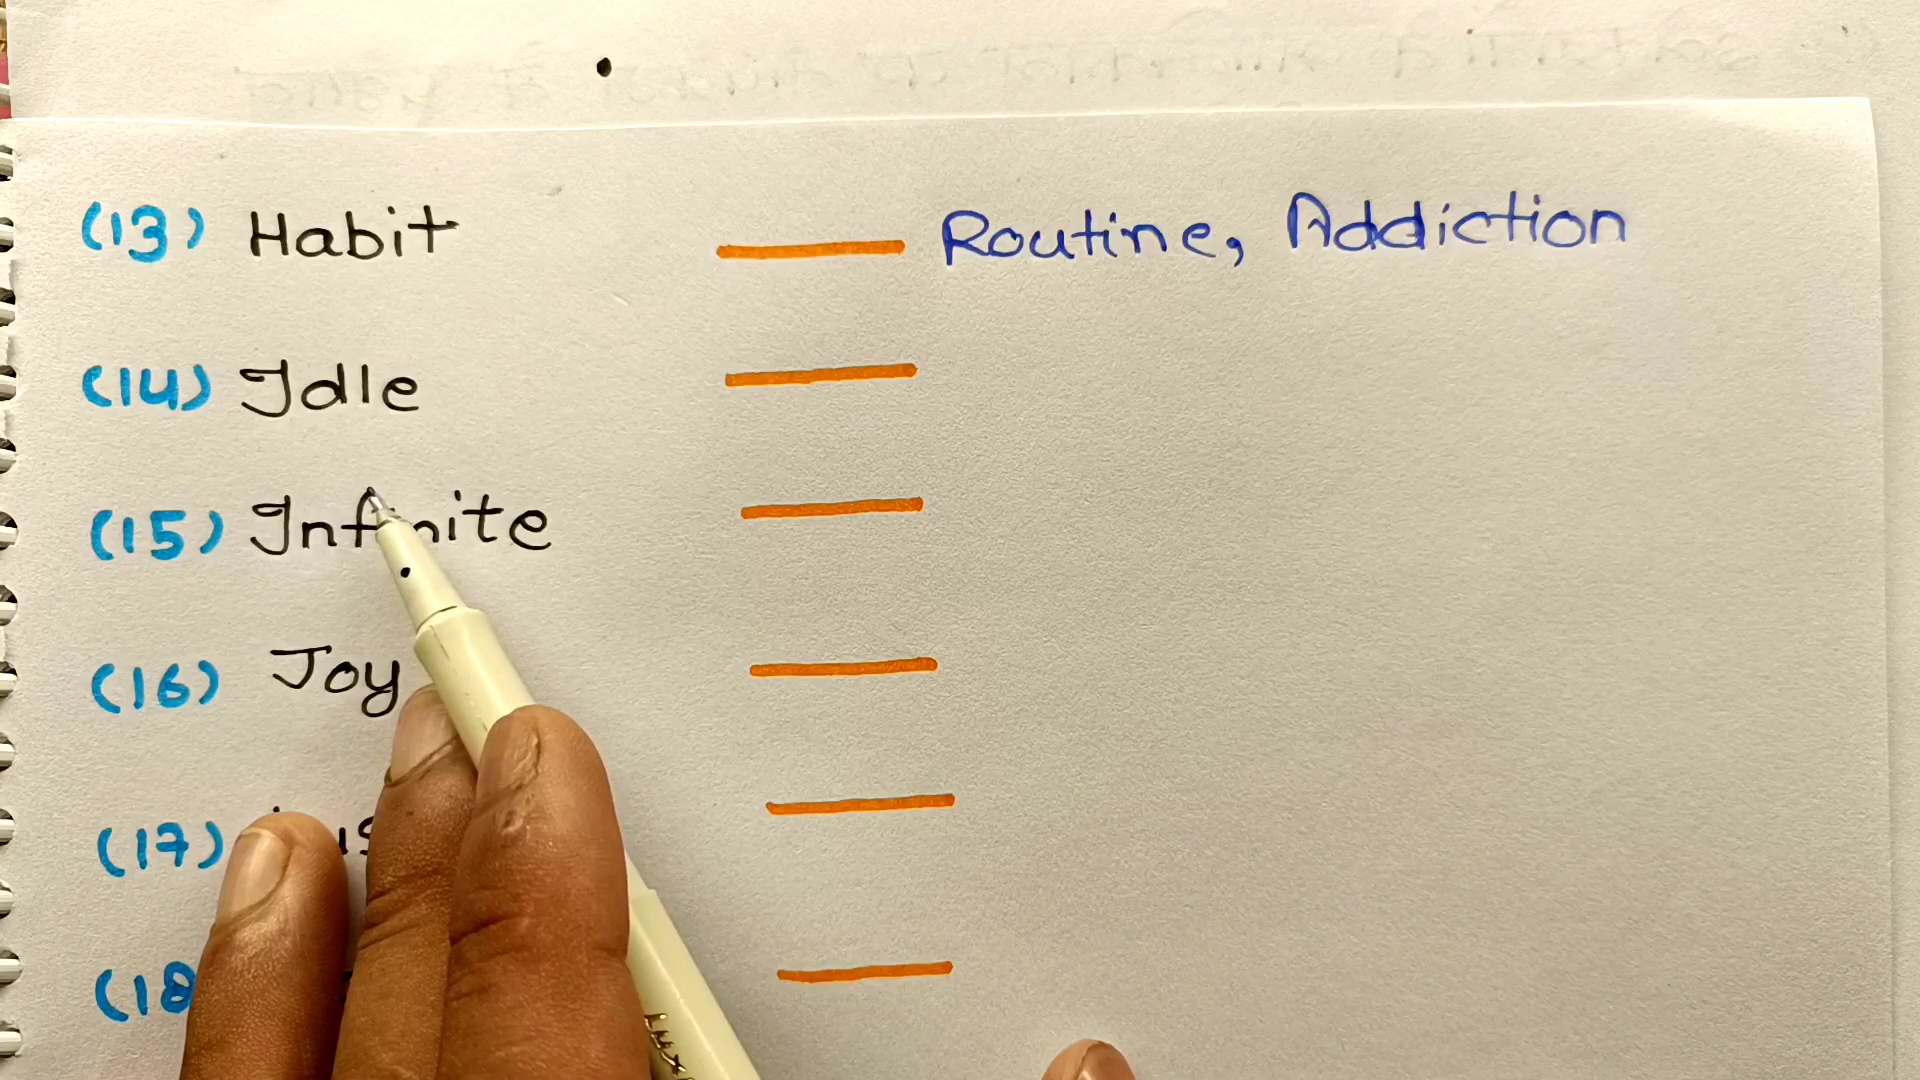 (13) Habit Routine, Addiction
(14) Idle
(15) Infinite
(16) Joy
(17)
(18